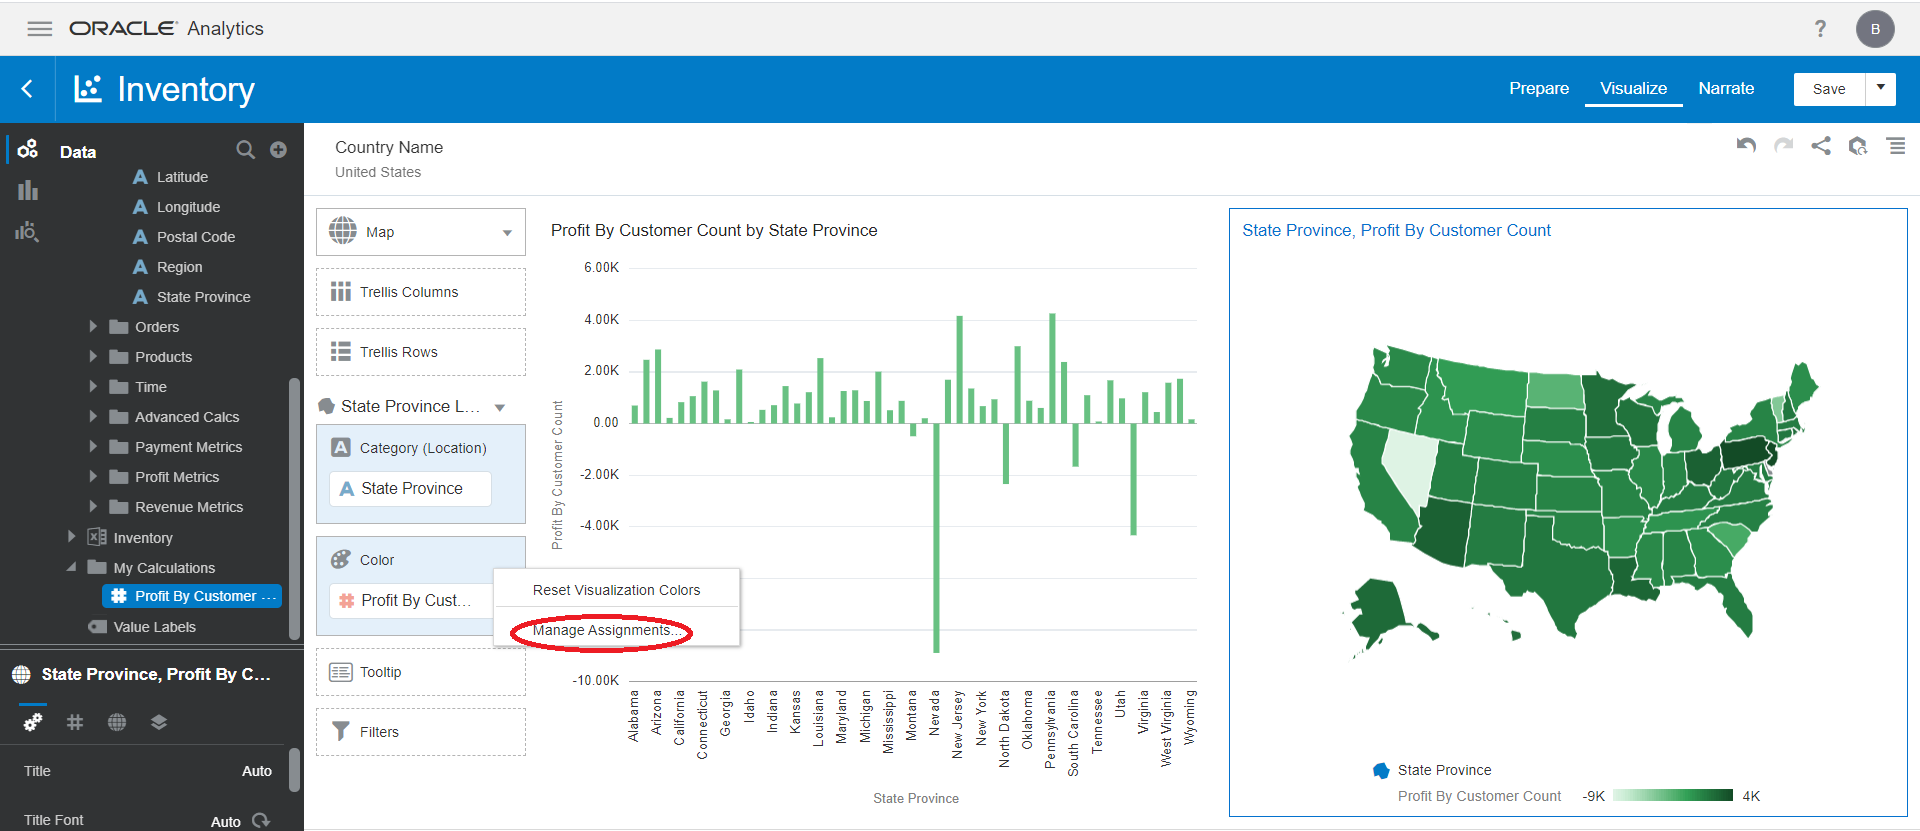 ORACLE Analytics
?
B
Inventory
Prepare
Visualize
Narrate
Save
Data
Latitude
Longitude
Postal Code
Region
State Province
Orders
Products
Time
Advanced Calcs
Payment Metrics
Profit Metrics
Revenue Metrics
Inventory
My Calculations
Profit By Customer ...
Value Labels
State Province, Profit By C...
Title
Auto
Title Font
Auto
Country Name
United States
Map
Trellis Columns
Trellis Rows
State Province L...
A Category (Location)
A State Province
Color
# Profit By Cust...
Tooltip
Filters
Reset Visualization Colors
Manage Assignments...
Profit By Customer Count by State Province
Profit By Customer Count
6.00K
4.00K
2.00K
0.00
-2.00K
-4.00K
-10.00K
Alabama
Arizona
California
Connecticut
Georgia
Idaho
Indiana
Kansas
Louisiana
Maryland
Michigan
Mississippi
Montana
Nevada
New Jersey
New York
North Dakota
Oklahoma
Pennsylvania
South Carolina
Tennessee
Utah
Virginia
West Virginia
Wyoming
State Province
State Province, Profit By Customer Count
State Province
Profit By Customer Count
-9K
4K